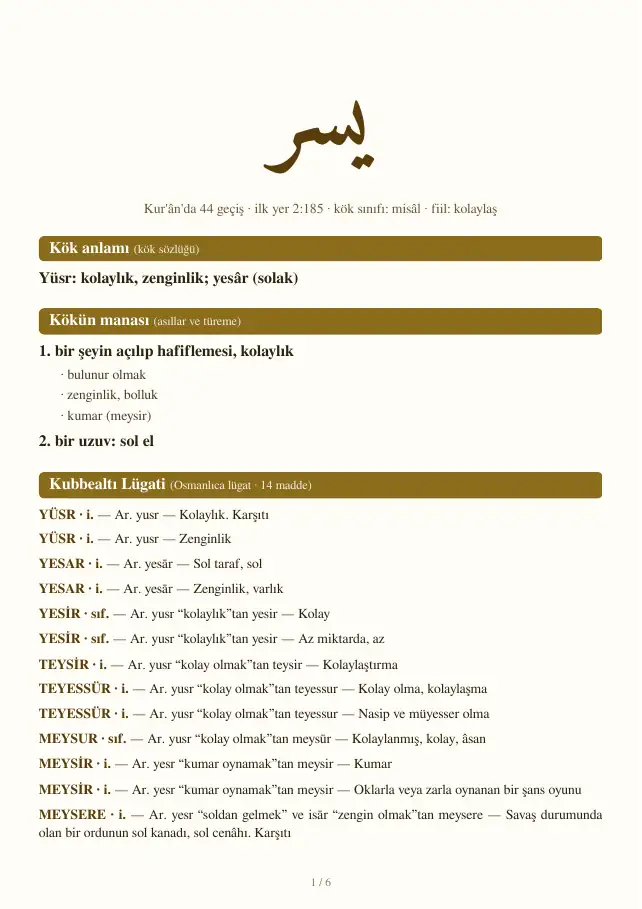 يسر
Kur'ân'da 44 geçiş · ilk yer 2:185 · kök sınıfı: misâl · fiil: kolaylaş
Kök anlamı (kök sözlüğü)
Yüsr: kolaylık, zenginlik; yesâr (solak)
Kökün manası (asıllar ve türeme)
1. bir şeyin açılıp hafiflemesi, kolaylık
· bulunur olmak
· zenginlik, bolluk
· kumar (meysir)
2. bir uzuv: sol el
Kubbealtı Lügati (Osmanlıca lügat · 14 madde)
YÜSR · i. — Ar. yusr — Kolaylık. Karşıtı
YÜSR · i. — Ar. yusr — Zenginlik
YESAR · i. — Ar. yesār — Sol taraf, sol
YESAR · i. — Ar. yesār — Zenginlik, varlık
YESİR · sıf. — Ar. yusr “kolaylık”tan yesіr — Kolay
YESİR · sıf. — Ar. yusr “kolaylık”tan yesіr — Az miktarda, az
TEYSİR · i. — Ar. yusr “kolay olmak”tan teysіr — Kolaylaştırma
TEYESSÜR · i. — Ar. yusr “kolay olmak”tan teyessur — Kolay olma, kolaylaşma
TEYESSÜR · i. — Ar. yusr “kolay olmak”tan teyessur — Nasip ve müyesser olma
MEYSUR · sıf. — Ar. yusr “kolay olmak”tan meysūr — Kolaylanmış, kolay, âsan
MEYSİR · i. — Ar. yesr “kumar oynamak”tan meysir — Kumar
MEYSİR · i. — Ar. yesr “kumar oynamak”tan meysir — Oklarla veya zarla oynanan bir şans oyunu
MEYSERE · i. — Ar. yesr “soldan gelmek” ve isār “zengin olmak”tan meysere — Savaş durumunda
olan bir ordunun sol kanadı, sol cenâhı. Karşıtı
1 / 6